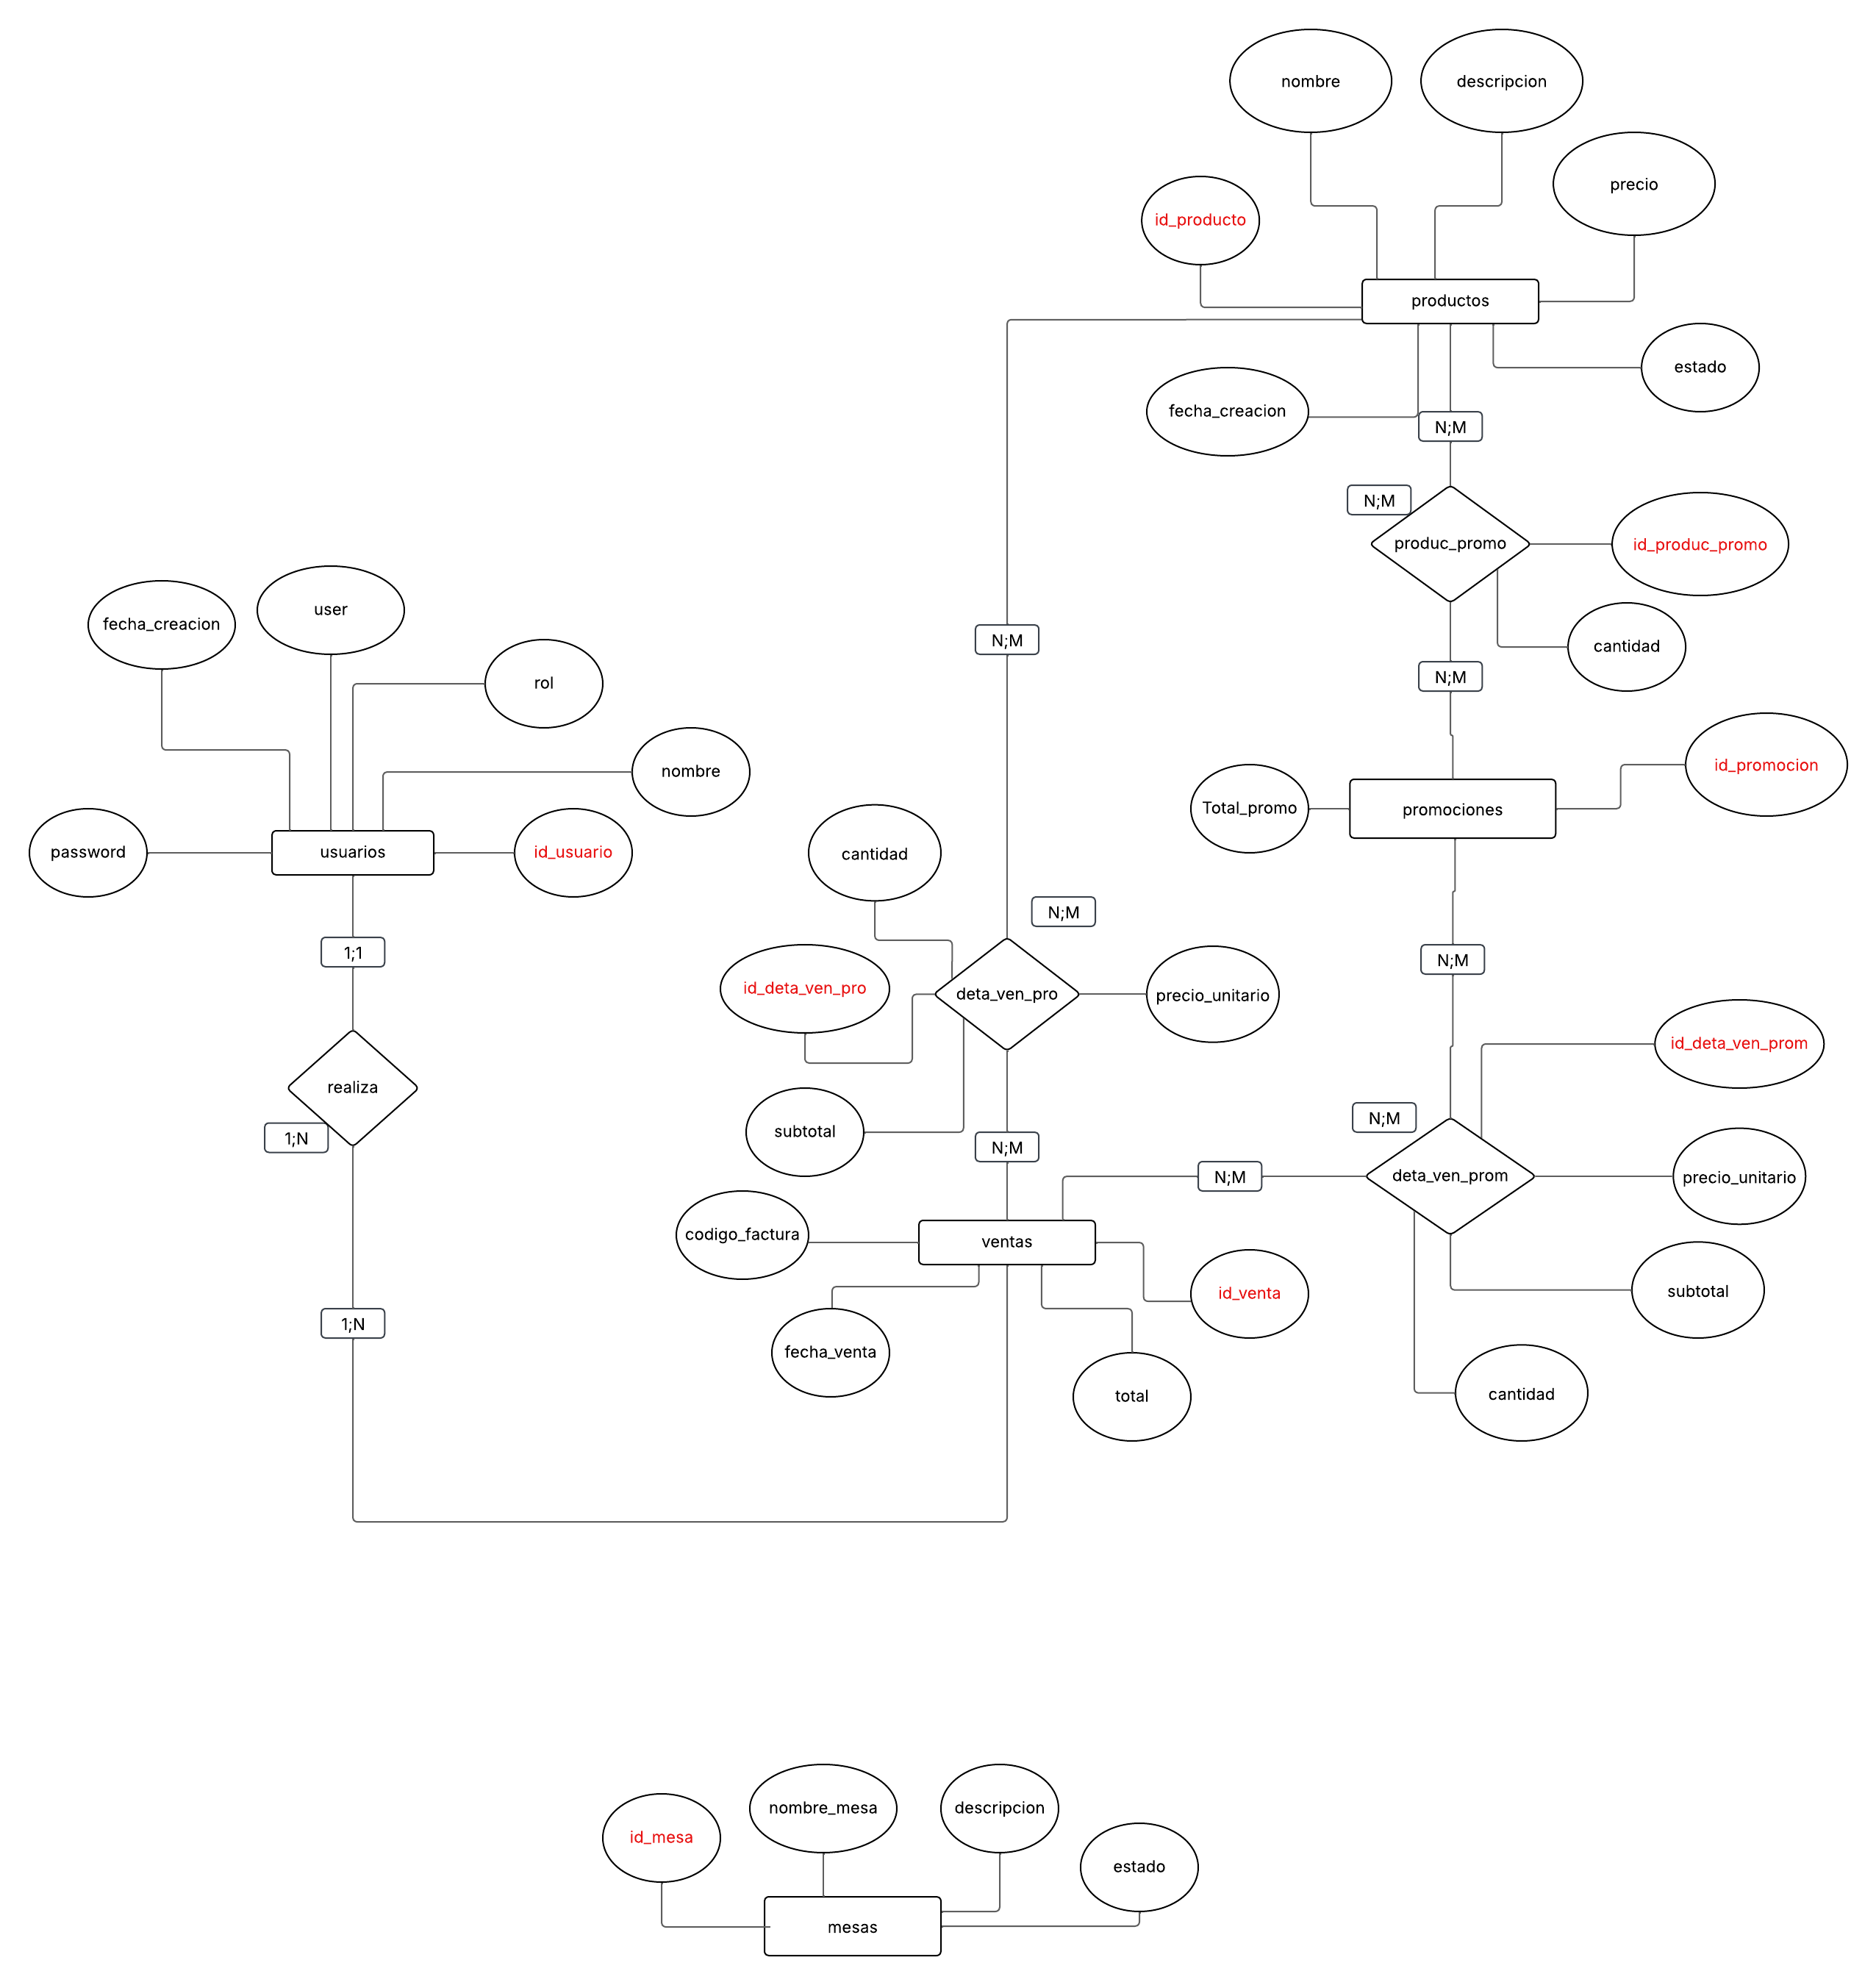 nombre
descripcion
precio
id_producto
productos
estado
fecha_creacion
N;M
N;M
produc_promo
id_produc_promo
cantidad
N;M
N;M
fecha_creacion
user
rol
nombre
password
usuarios
id_usuario
Total_promo
promociones
id_promocion
cantidad
N;M
1;1
N;M
id_deta_ven_pro
deta_ven_pro
precio_unitario
id_deta_ven_prom
realiza
1;N
subtotal
N;M
N;M
N;M
deta_ven_prom
precio_unitario
codigo_factura
ventas
id_venta
subtotal
1;N
fecha_venta
total
cantidad
id_mesa
nombre_mesa
descripcion
estado
mesas